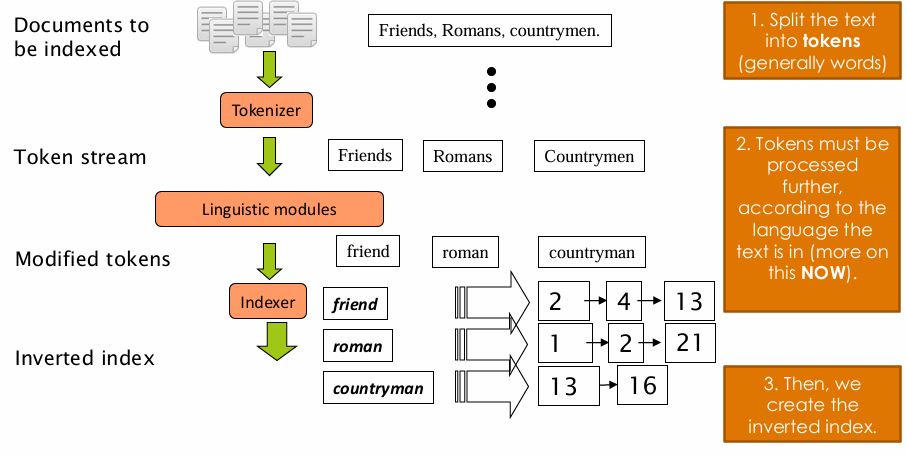 Documents to
be indexed
Friends, Romans, countrymen.
1. Split the text
into tokens
(generally words)
Tokenizer
Token stream
Friends
Romans
Countrymen
2. Tokens must be
processed
further,
according to the
language the
text is in (more on
this NOW).
Linguistic modules
Modified tokens
friend
roman
countryman
Indexer
friend
2
4
13
roman
1
2
21
Inverted index
countryman
13
16
3. Then, we
create the
inverted index.